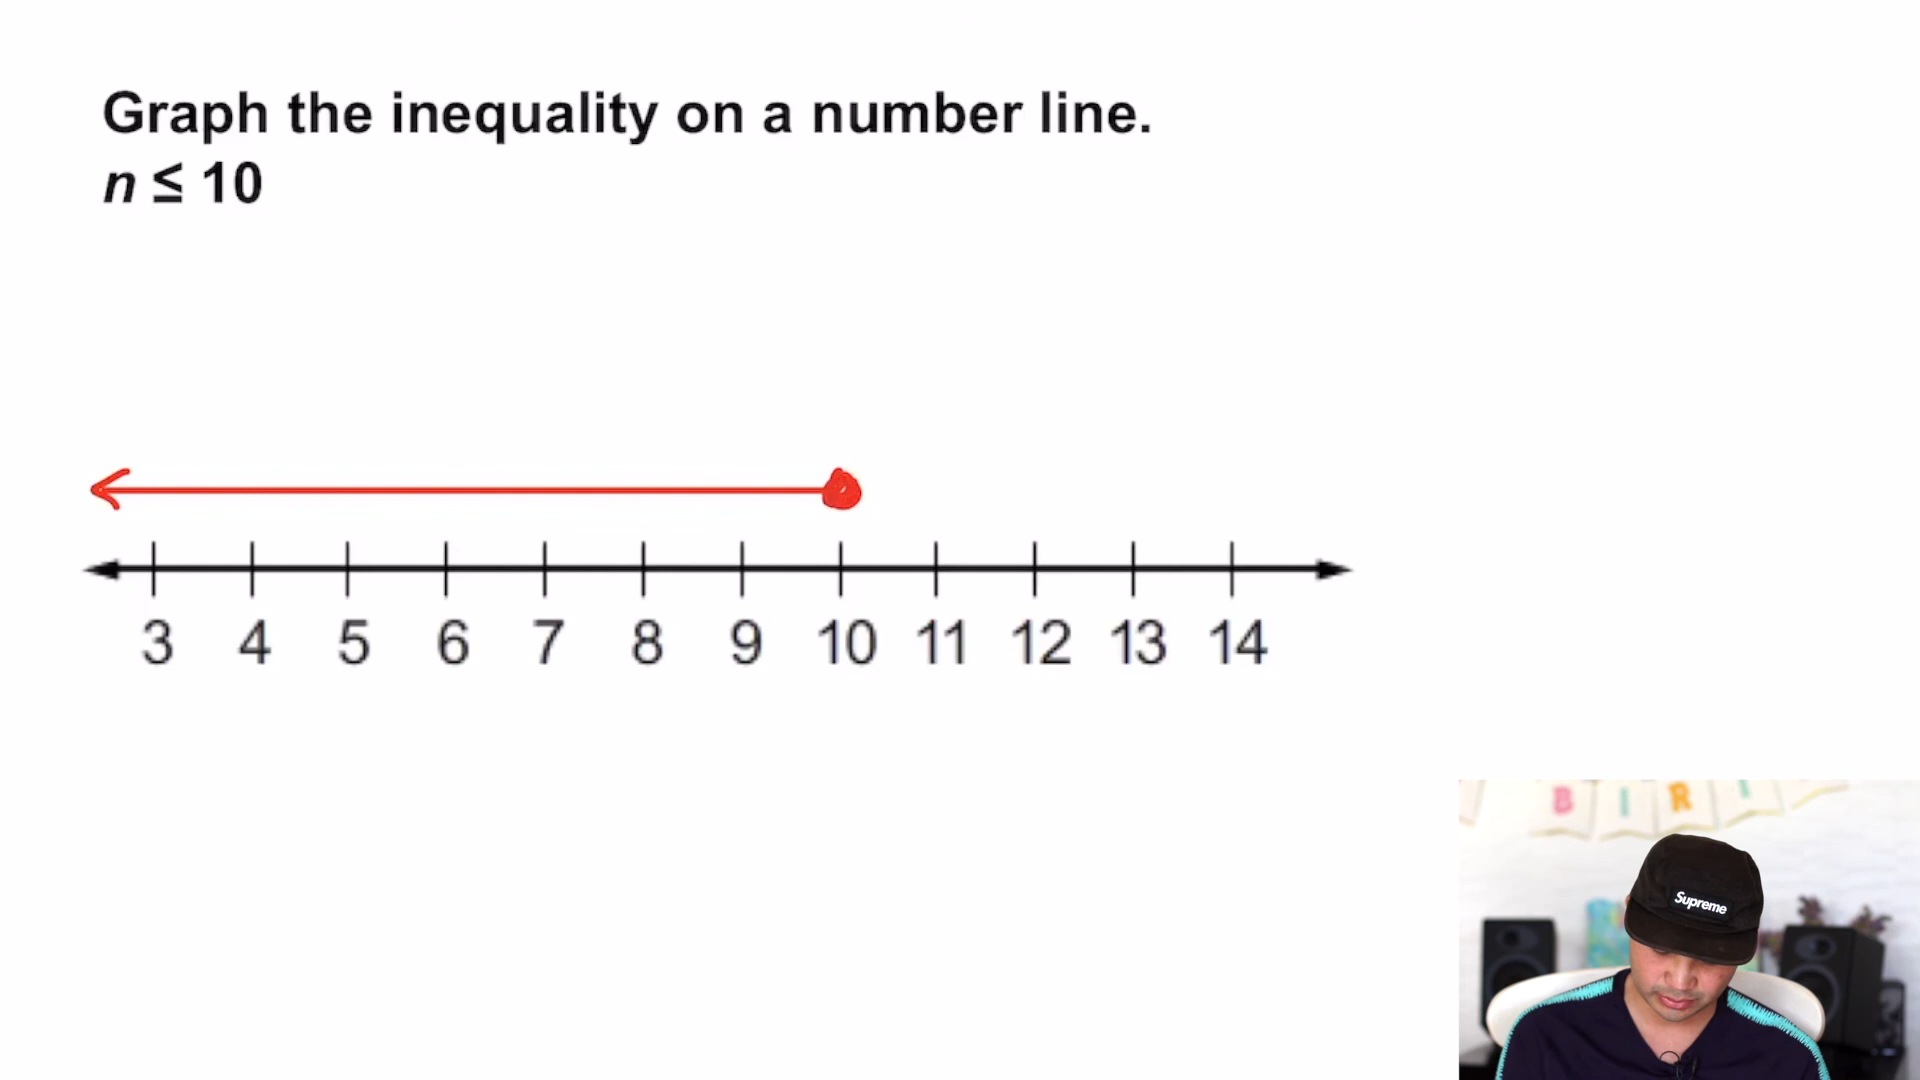 Graph the inequality on a number line.
n ≤ 10
3 4 5 6 7 8 9 10 11 12 13 14
B I R
Supreme